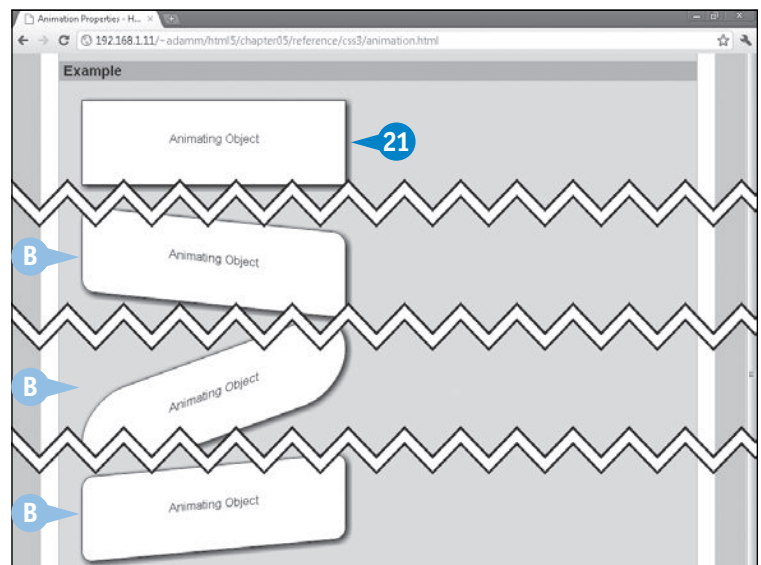 Animation Properties - H...
192.168.1.11/~adamm/html5/chapter05/reference/css3/animation.html
Example
Animating Object
21
B
Animating Object
B
Animating Object
B
Animating Object